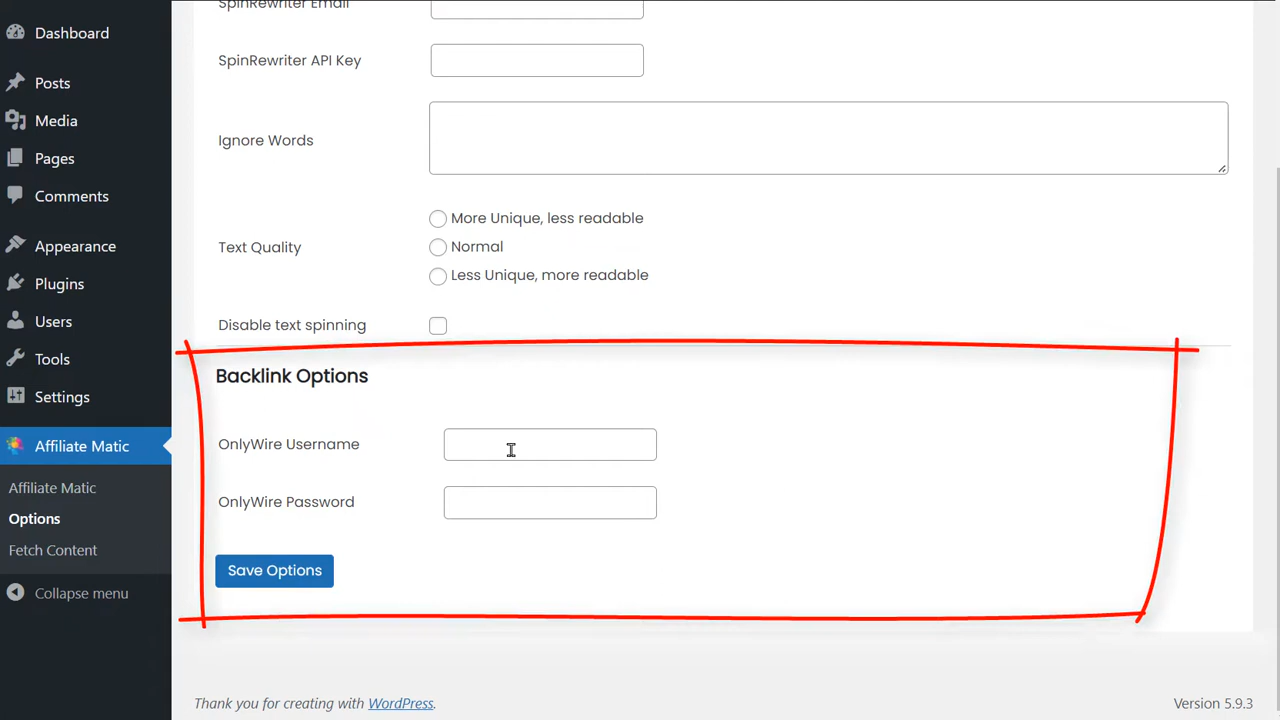 Dashboard
Posts
Media
Pages
Comments
Appearance
Plugins
Users
Tools
Settings
Affiliate Matic
Affiliate Matic
Options
Fetch Content
Collapse menu
SpinRewriter Email
SpinRewriter API Key
Ignore Words
Text Quality
More Unique, less readable
Normal
Less Unique, more readable
Disable text spinning
Backlink Options
OnlyWire Username
OnlyWire Password
Save Options
Thank you for creating with WordPress.
Version 5.9.3